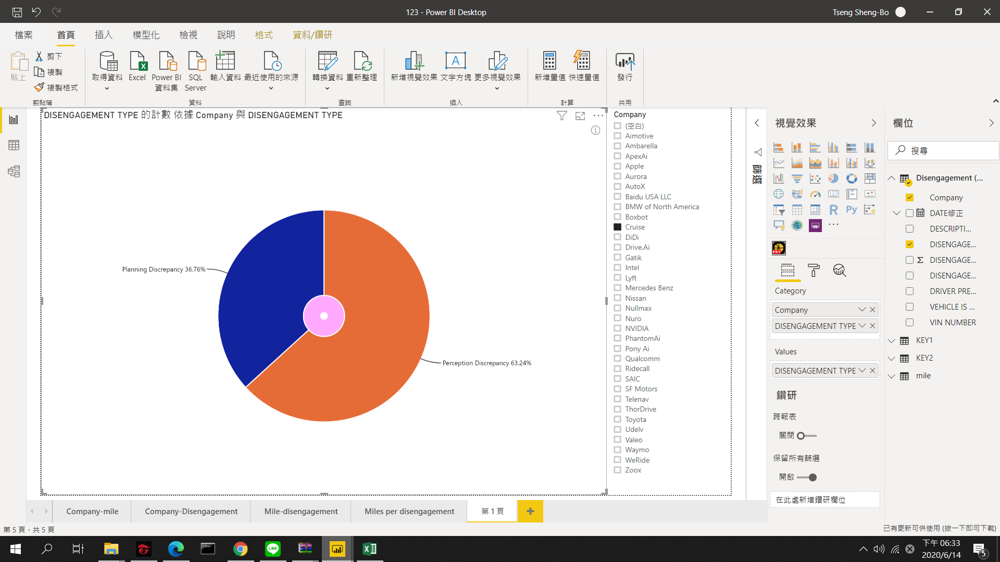 123 - Power BI Desktop
Tseng Sheng-Bo
檔案
首頁
插入
模型化
檢視
說明
格式
資料/鑽研
貼上
剪下
複製
複製格式
剪貼簿
取得資料
Excel
Power BI
資料集
SQL
Server
輸入資料
最近使用的來源
資料
轉換資料
重新整理
查詢
新增視覺效果
文字方塊
更多視覺效果
插入
新增量值
快速量值
計算
發行
共用
DISENGAGEMENT TYPE 的計數 依據 Company 與 DISENGAGEMENT TYPE
Planning Discrepancy 36.76%
Perception Discrepancy 63.24%
Company
(空白)
Aimotive
Ambarella
ApexAi
Apple
Aurora
AutoX
Baidu USA LLC
BMW of North America
Boxbot
Cruise
DiDi
Drive.Ai
Gatik
Intel
Lyft
Mercedes Benz
Nissan
Nullmax
Nuro
NVIDIA
PhantomAi
Pony Ai
Qualcomm
Ridecall
SAIC
SF Motors
Telenav
ThorDrive
Toyota
Udelv
Valeo
Waymo
WeRide
Zoox
篩選
視覺效果
123
R
Py
PRO
Category
Company
DISENGAGEMENT TYPE
Values
DISENGAGEMENT TYPE
鑽研
跨報表
關閉
保留所有篩選
開啟
在此處新增鑽研欄位
欄位
搜尋
Disengagement (...
Company
DATE修正
DESCRIPTI...
DISENGAGE...
DISENGAGE...
DISENGAGE...
DRIVER PRE...
VEHICLE IS ...
VIN NUMBER
KEY1
KEY2
mile
Company-mile
Company-Disengagement
Mile-disengagement
Miles per disengagement
第 1 頁
第 5 頁，共 5 頁
已有更新可供使用 (按一下即可下載)
LINE
下午 06:33
2020/6/14
5